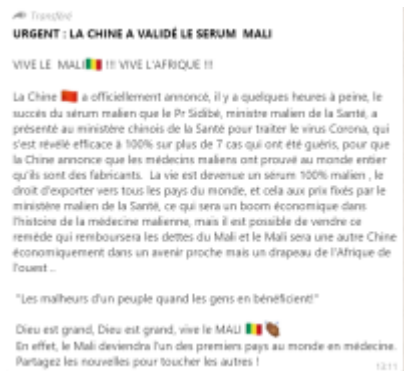 Transféré
URGENT : LA CHINE A VALIDÉ LE SERUM MALI
VIVE LE MALI🇲🇱 !!! VIVE L'AFRIQUE !!!
La Chine 🇨🇳 a officiellement annoncé, il y a quelques heures à peine, le
succès du sérum malien que le Pr Sidibé, ministre malien de la Santé, a
présenté au ministère chinois de la Santé pour traiter le virus Corona, qui
s'est révélé efficace à 100% sur plus de 7 cas qui ont été guéris, pour que
la Chine annonce que les médecins maliens ont prouvé au monde entier
qu'ils sont des fabricants. La vie est devenue un sérum 100% malien , le
droit d'exporter vers tous les pays du monde, et cela aux prix fixés par le
ministère malien de la Santé, ce qui sera un boom économique dans
l'histoire de la médecine malienne, mais il est possible de vendre ce
remède qui remboursera les dettes du Mali et le Mali sera une autre Chine
économiquement dans un avenir proche mais un drapeau de l'Afrique de
l'ouest ..
"Les malheurs d'un peuple quand les gens en bénéficient!"
Dieu est grand, Dieu est grand, vive le MALI 🇲🇱
En effet, le Mali deviendra l'un des premiers pays au monde en médecine.
Partagez les nouvelles pour toucher les autres !
13:11